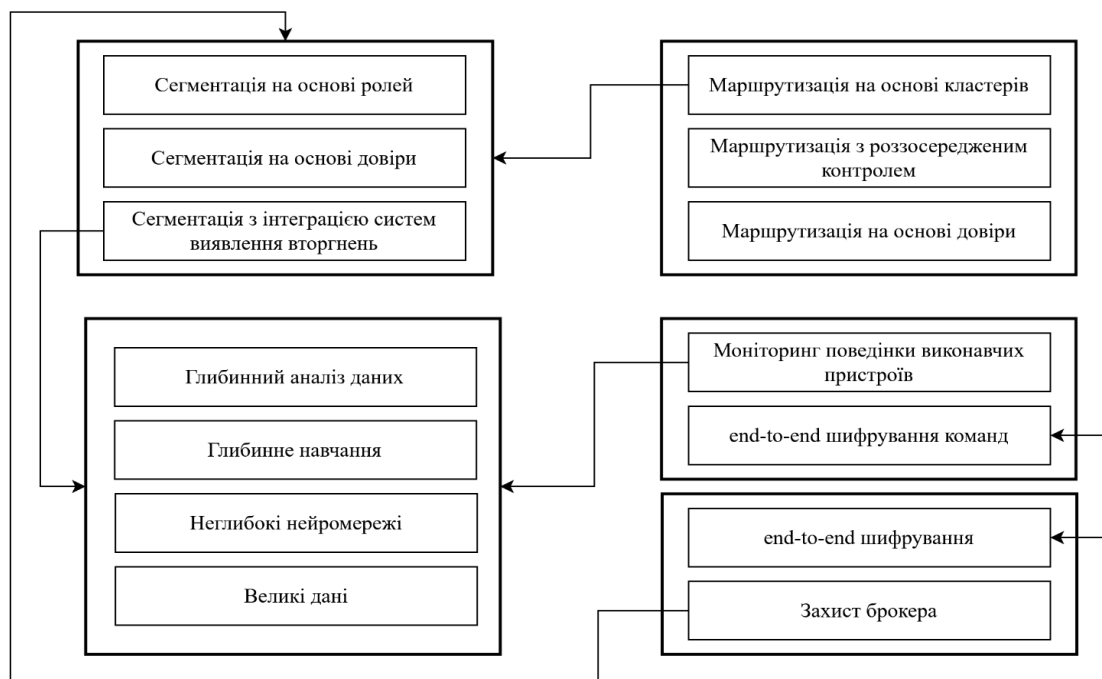 Сегментація на основі ролей
Сегментація на основі довіри
Сегментація з інтеграцією систем
виявлення вторгнень
Маршрутизація на основі кластерів
Маршрутизація з роззосередженим
контролем
Маршрутизація на основі довіри
Глибинний аналіз даних
Глибинне навчання
Неглибокі нейромережі
Великі дані
Моніторинг поведінки виконавчих
пристроїв
end-to-end шифрування команд
end-to-end шифрування
Захист брокера